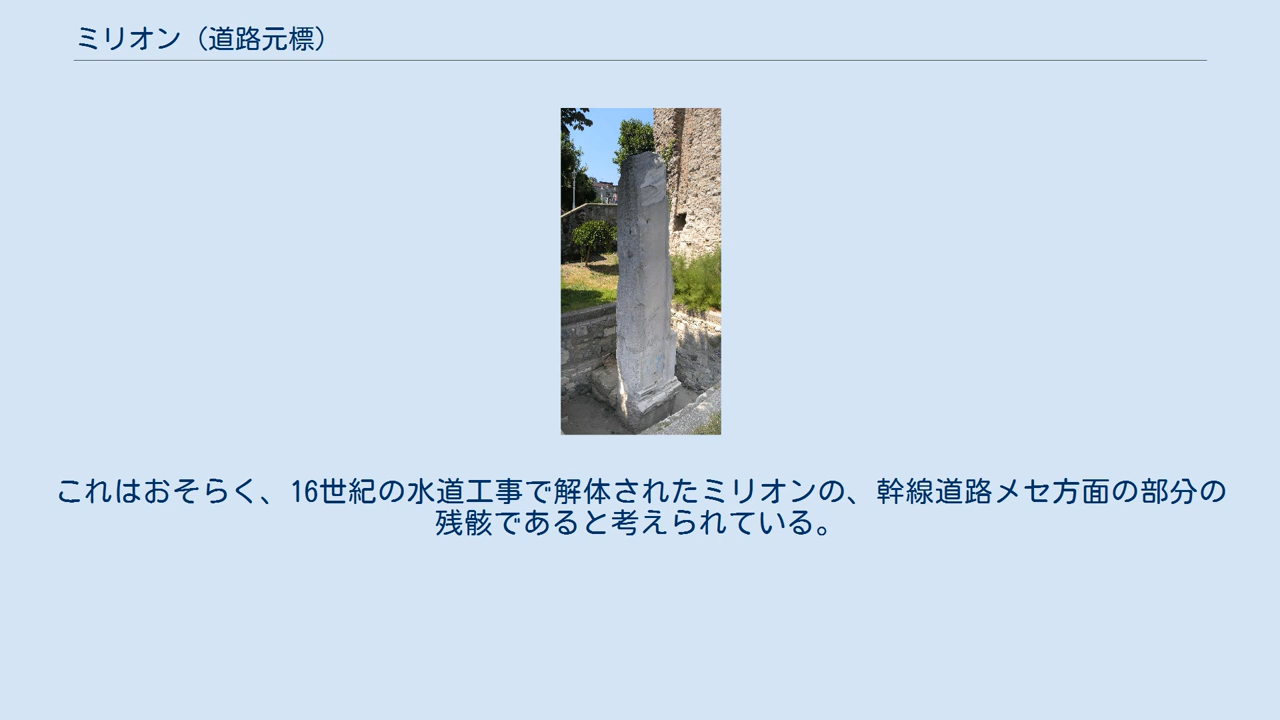 ミリオン（道路元標）
これはおそらく、16世紀の水道工事で解体されたミリオンの、幹線道路メセ方面の部分の
残骸であると考えられている。